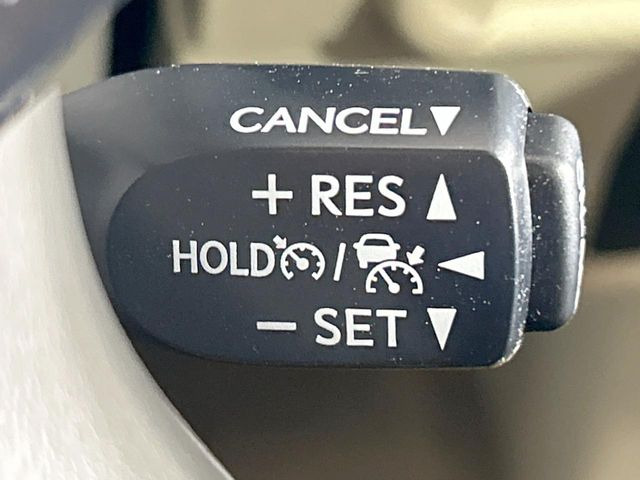 CANCEL▼
+ RES ▲
HOLD / ◀
− SET ▼